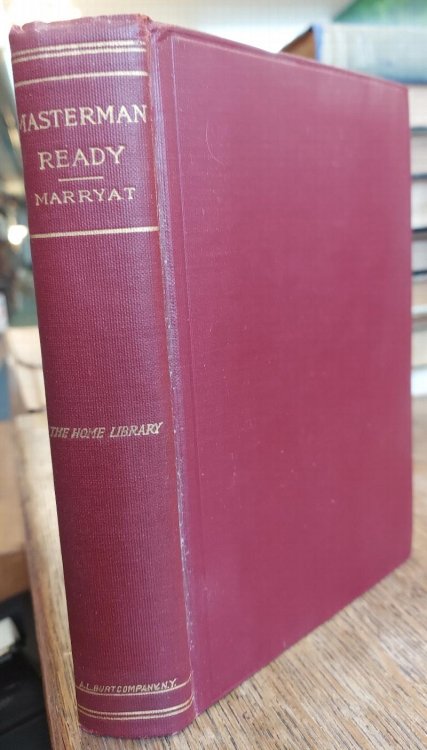 MASTERMAN
READY
MARRYAT
THE HOME LIBRARY
A.L. BURT COMPANY, N.Y.